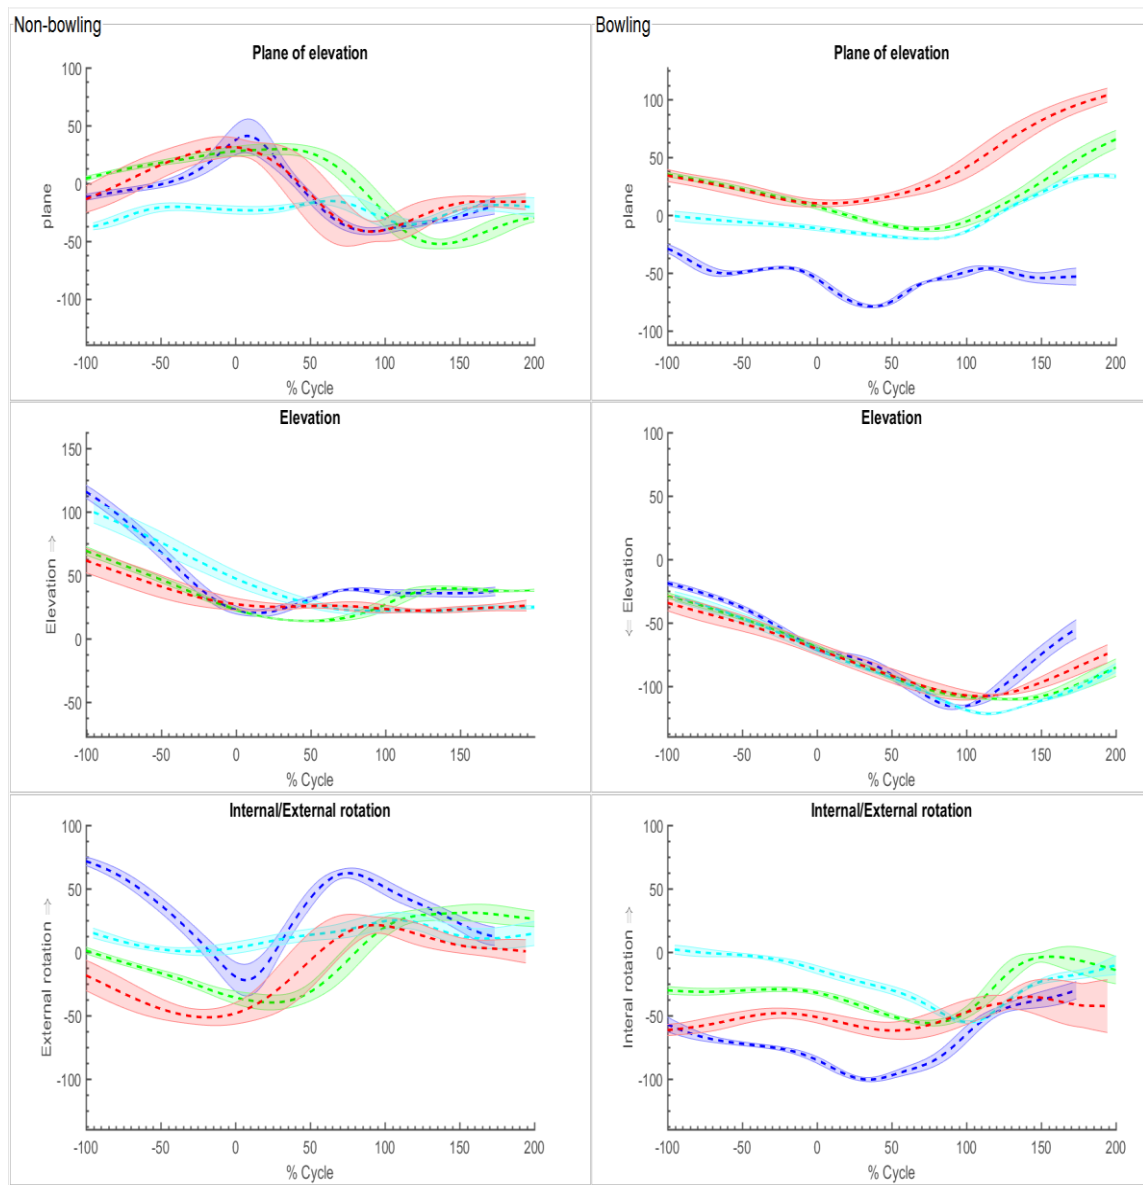 Non-bowling
Bowling
Plane of elevation
100
50
0
-50
-100
plane
-100 -50 0 50 100 150 200
% Cycle
Plane of elevation
100
50
0
-50
-100
plane
-100 -50 0 50 100 150 200
% Cycle
Elevation
150
100
50
0
-50
Elevation =>
-100 -50 0 50 100 150
% Cycle
Elevation
100
50
0
-50
-100
<= Elevation
-100 -50 0 50 100 150 200
% Cycle
Internal/External rotation
100
50
0
-50
-100
External rotation =>
-100 -50 0 50 100 150 200
% Cycle
Internal/External rotation
100
50
0
-50
-100
Interal rotation =>
-100 -50 0 50 100 150 200
% Cycle